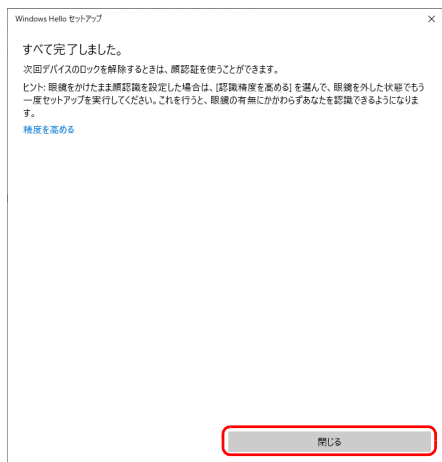 Windows Hello セットアップ
すべて完了しました。
次回デバイスのロックを解除するときは、顔認証を使うことができます。
ヒント: 眼鏡をかけたまま顔認識を設定した場合は、[認識精度を高める] を選んで、眼鏡を外した状態でもう
一度セットアップを実行してください。これを行うと、眼鏡の有無にかかわらずあなたを認識できるようになりま
す。
精度を高める
閉じる